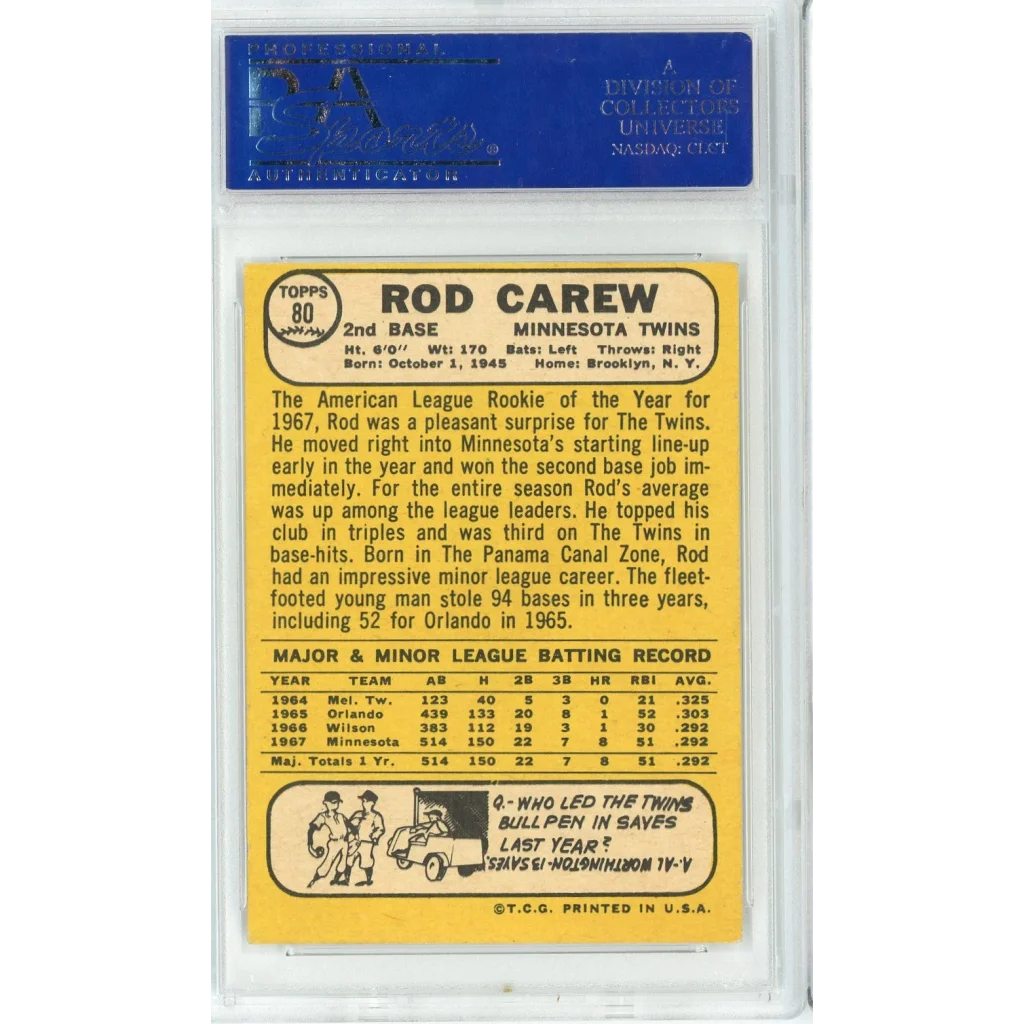 PROFESSIONAL
PSA
Sports
®
AUTHENTICATOR
A
DIVISION OF
COLLECTORS
UNIVERSE
NASDAQ: CLCT
TOPPS
80
ROD CAREW
2nd BASE MINNESOTA TWINS
Ht. 6'0" Wt: 170 Bats: Left Throws: Right
Born: October 1, 1945 Home: Brooklyn, N. Y.
The American League Rookie of the Year for
1967, Rod was a pleasant surprise for The Twins.
He moved right into Minnesota's starting line-up
early in the year and won the second base job im-
mediately. For the entire season Rod's average
was up among the league leaders. He topped his
club in triples and was third on The Twins in
base-hits. Born in The Panama Canal Zone, Rod
had an impressive minor league career. The fleet-
footed young man stole 94 bases in three years,
including 52 for Orlando in 1965.
MAJOR & MINOR LEAGUE BATTING RECORD
YEAR TEAM AB H 2B 3B HR RBI AVG.
1964 Mel. Tw. 123 40 5 3 0 21 .325
1965 Orlando 439 133 20 8 1 52 .303
1966 Wilson 383 112 19 3 1 30 .292
1967 Minnesota 514 150 22 7 8 51 .292
Maj. Totals 1 Yr. 514 150 22 7 8 51 .292
Q.- WHO LED THE TWINS
BULLPEN IN SAVES
LAST YEAR?
A.- AL WORTHINGTON - 13 SAVES.
©T.C.G. PRINTED IN U.S.A.